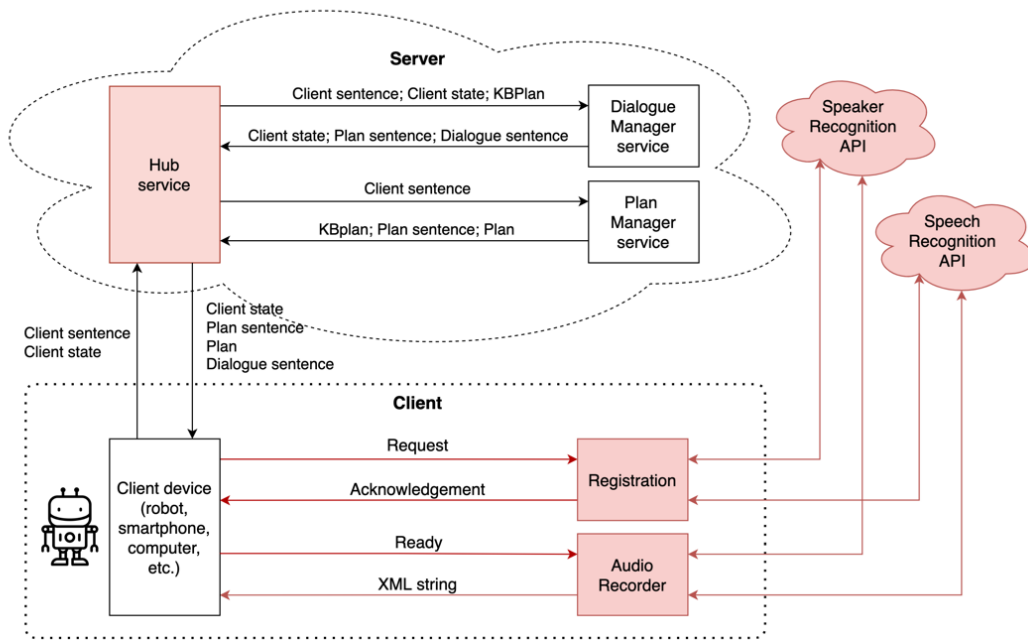 Server
Client sentence; Client state; KBPlan
Client state; Plan sentence; Dialogue sentence
Hub
service
Client sentence
KBplan; Plan sentence; Plan
Dialogue
Manager
service
Plan
Manager
service
Speaker
Recognition
API
Speech
Recognition
API
Client sentence
Client state
Client state
Plan sentence
Plan
Dialogue sentence
Client
Client device
(robot,
smartphone,
computer,
etc.)
Request
Acknowledgement
Ready
XML string
Registration
Audio
Recorder